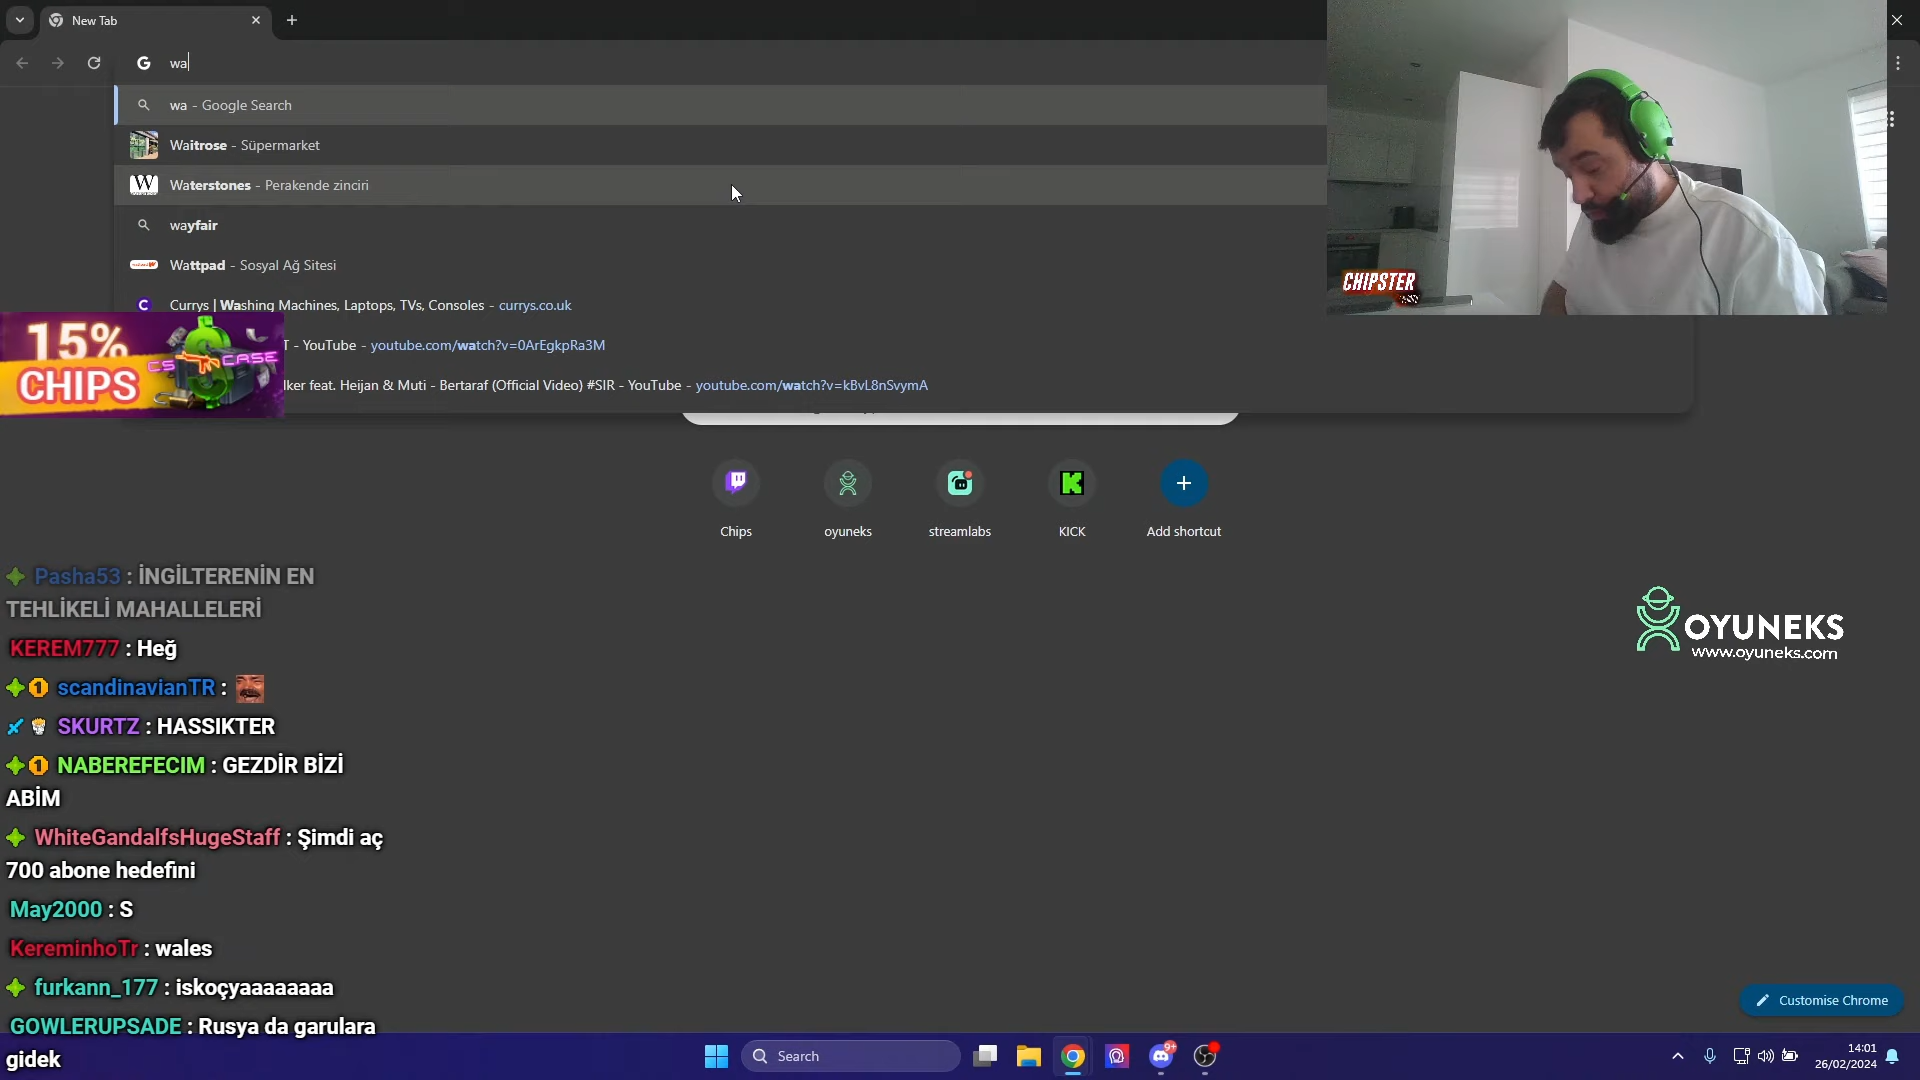 New Tab
wa
wa - Google Search
Waitrose - Süpermarket
Waterstones - Perakende zinciri
wayfair
Wattpad - Sosyal Ağ Sitesi
Currys | Washing Machines, Laptops, TVs, Consoles - currys.co.uk
T - YouTube - youtube.com/watch?v=0ArEgkpRa3M
lker feat. Heijan & Muti - Bertaraf (Official Video) #SIR - YouTube - youtube.com/watch?v=kBvL8nSvymA
CHIPSTER
15%
CHIPS
CSCASE
Chips
oyuneks
streamlabs
KICK
Add shortcut
Pasha53 : İNGİLTERENİN EN
TEHLİKELİ MAHALLELERİ
KEREM777 : Heğ
scandinavianTR :
SKURTZ : HASSIKTER
NABEREFECIM : GEZDİR BİZİ
ABİM
WhiteGandalfsHugeStaff : Şimdi aç
700 abone hedefini
May2000 : S
KereminhoTr : wales
furkann_177 : iskoçyaaaaaaaa
GOWLERUPSADE : Rusya da garulara
gidek
OYUNEKS
www.oyuneks.com
Customise Chrome
Search
9+
14:01
26/02/2024